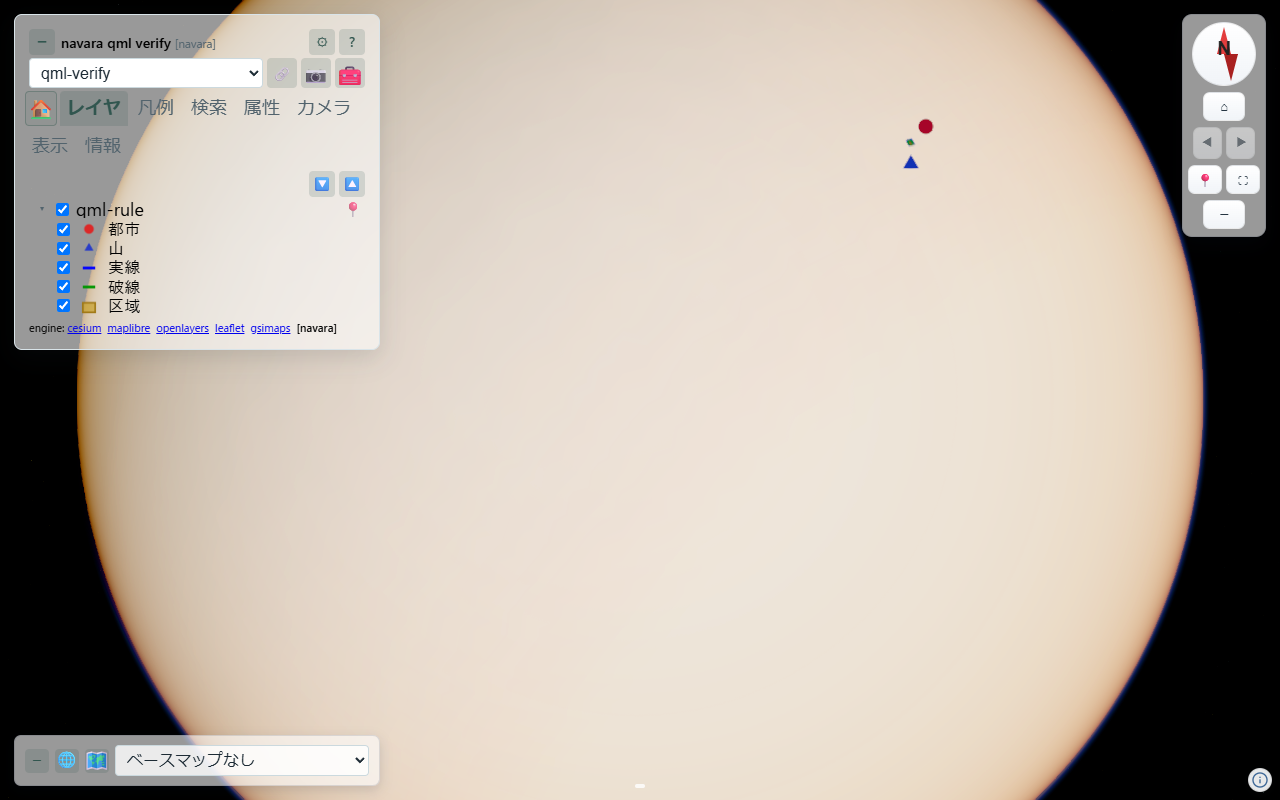 navara qml verify [navara]
?
qml-verify
レイヤ 凡例 検索 属性 カメラ
表示 情報
qml-rule
都市
山
実線
破線
区域
engine: cesium maplibre openlayers leaflet gsimaps [navara]
N
ベースマップなし